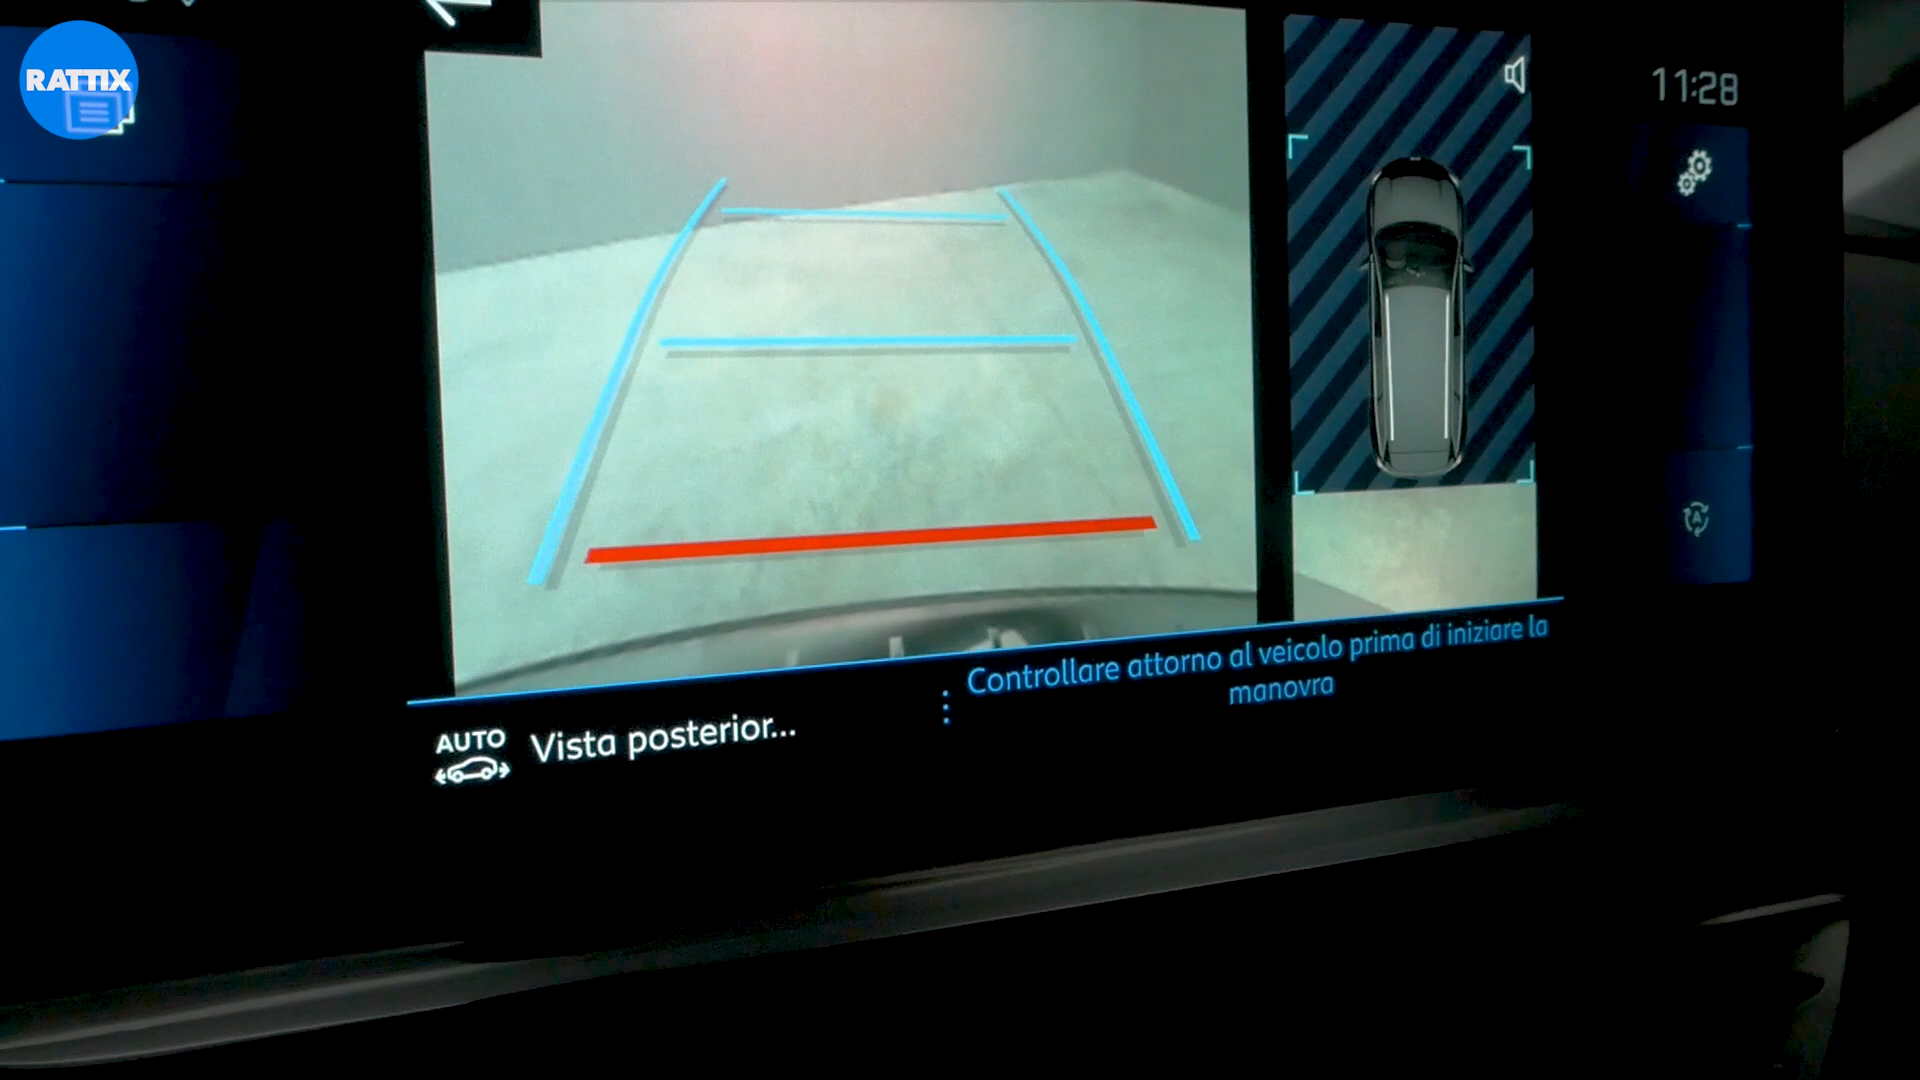 RATTIX
11:28
Controllare attorno al veicolo prima di iniziare la
manovra
AUTO
Vista posterior...